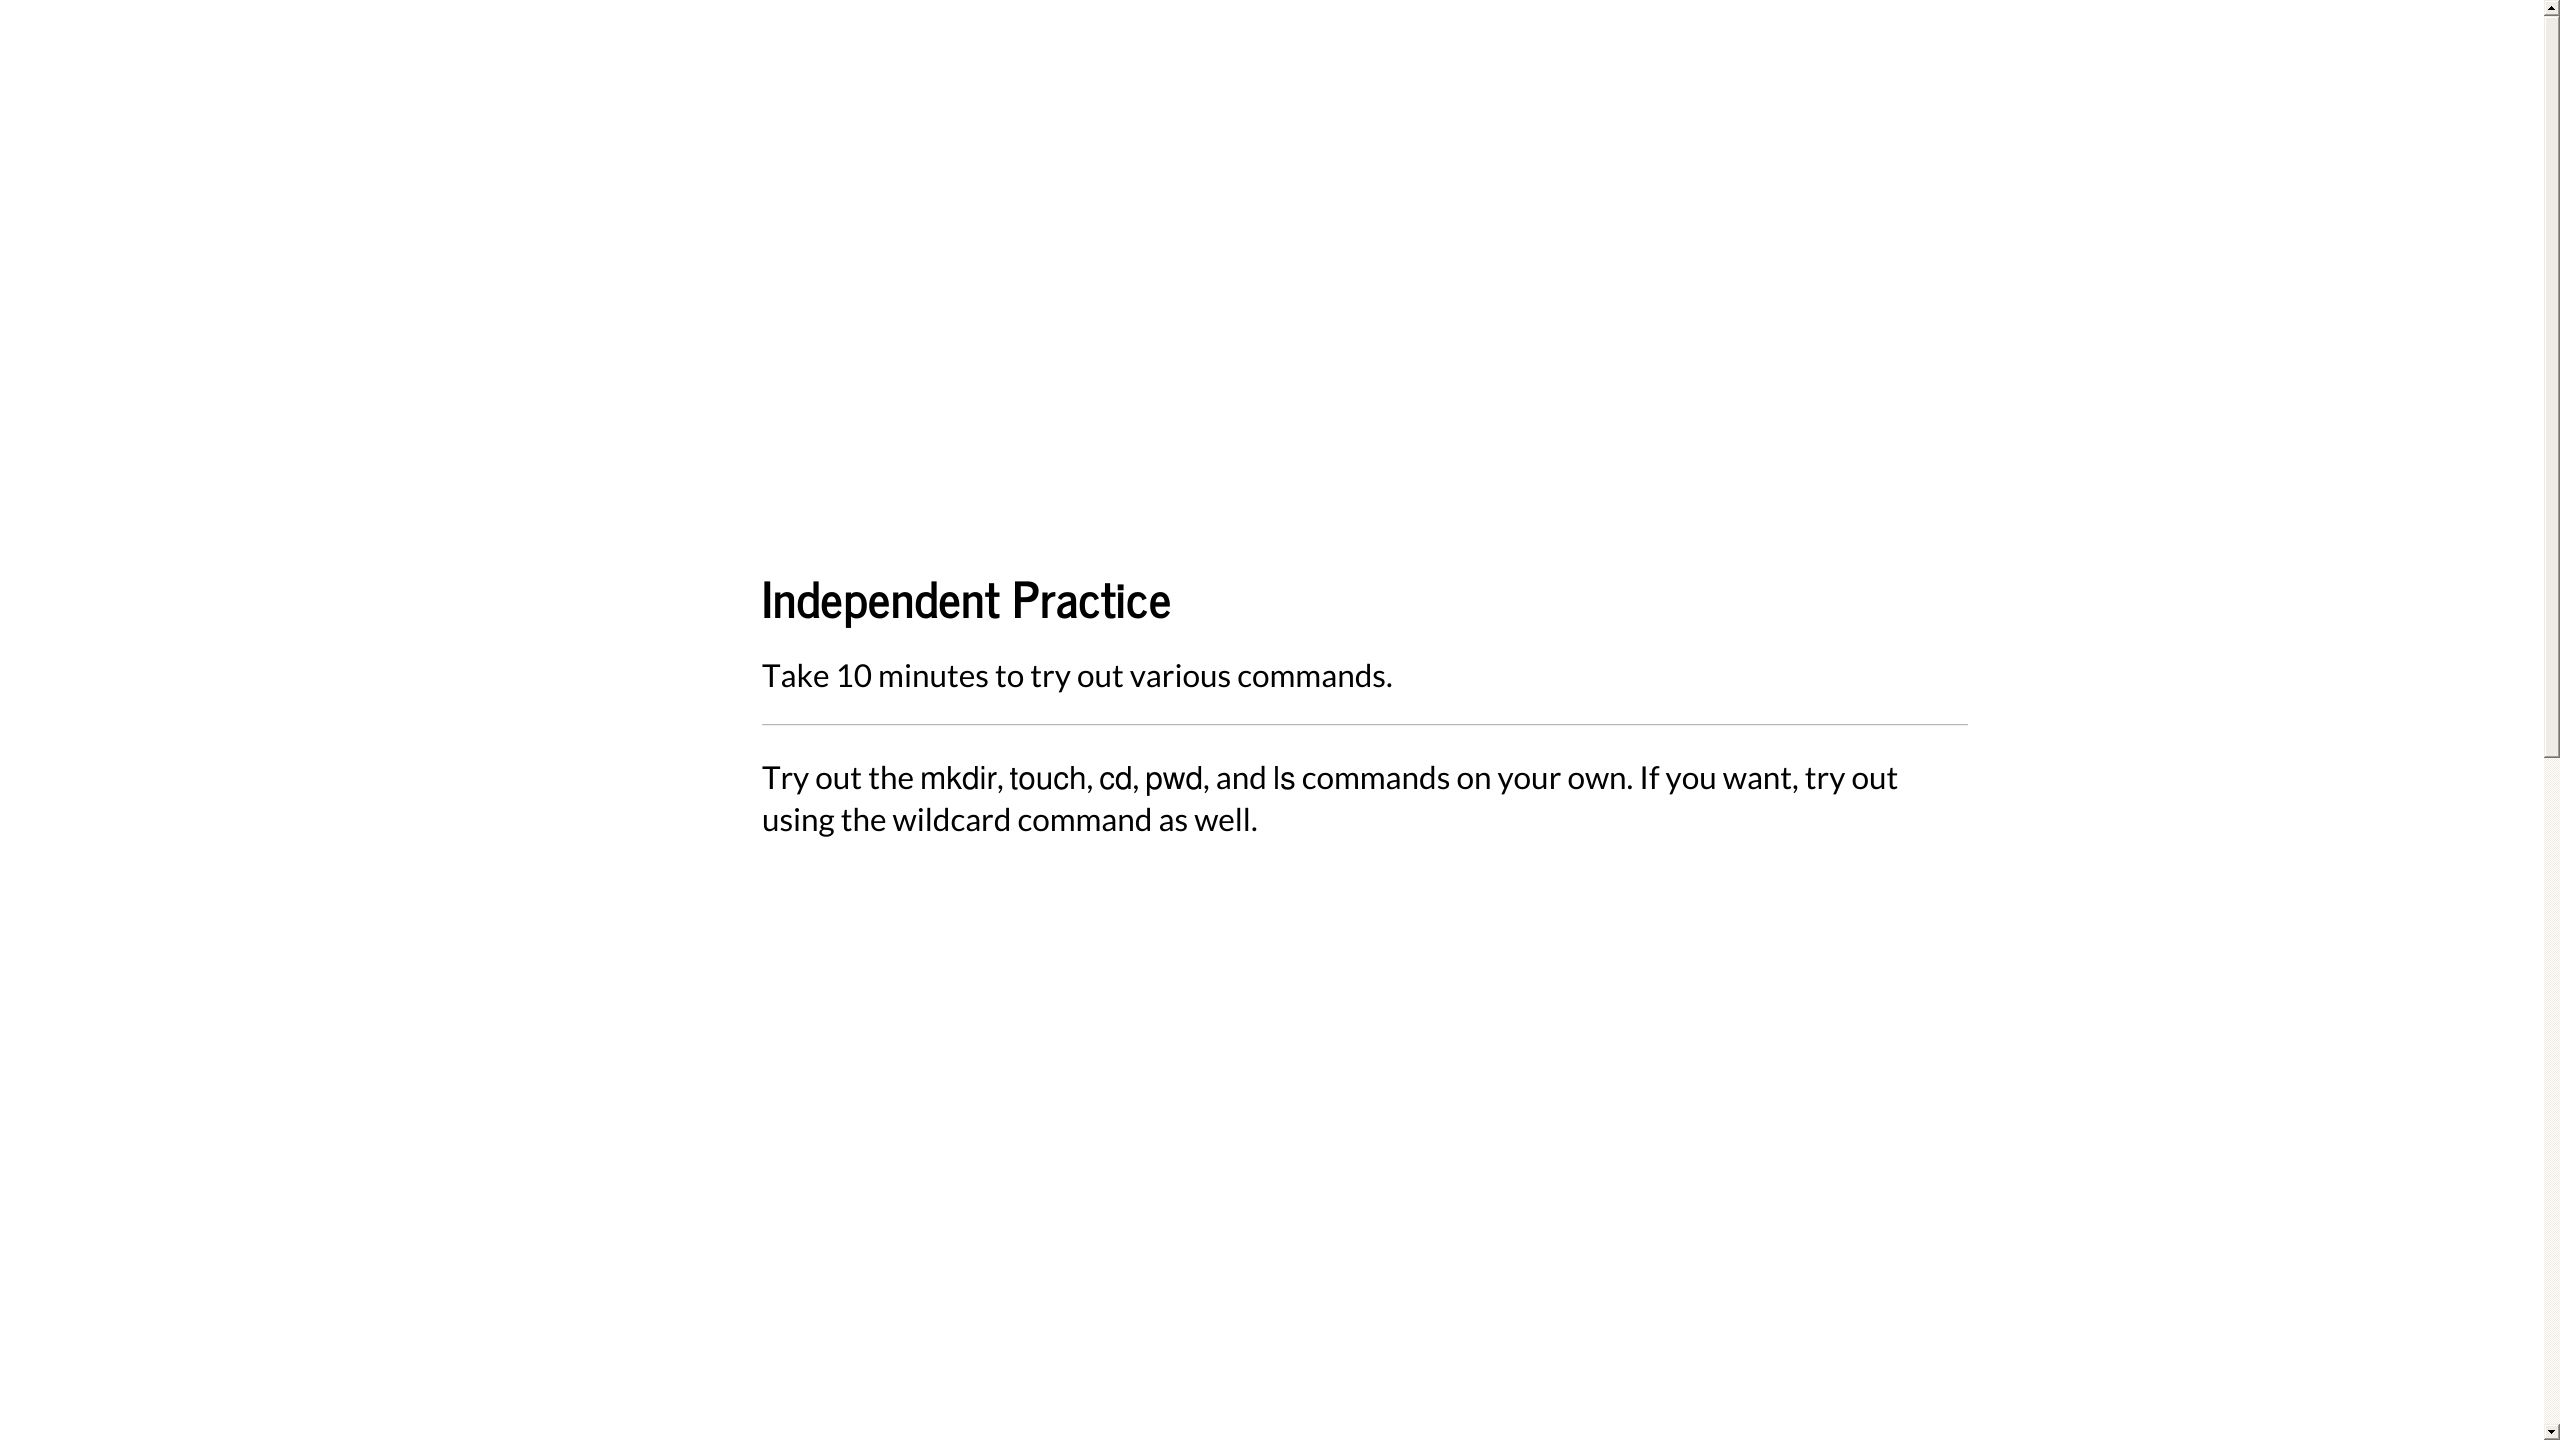 Independent Practice
Take 10 minutes to try out various commands.
Try out the mkdir, touch, cd, pwd, and ls commands on your own. If you want, try out
using the wildcard command as well.